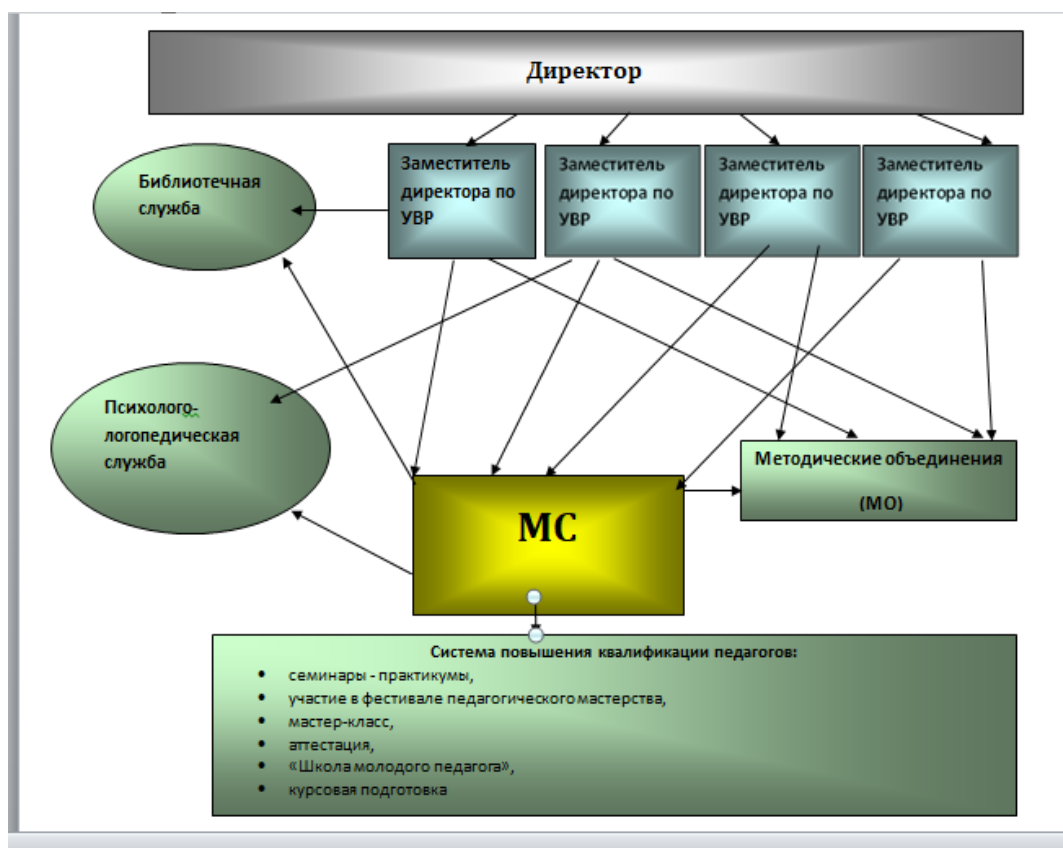 Директор
Заместитель
директора по
УВР
Заместитель
директора по
УВР
Заместитель
директора по
УВР
Заместитель
директора по
УВР
Библиотечная
служба
Психолого-
логопедическая
служба
Методические объединения
(МО)
МС
Система повышения квалификации педагогов:
• семинары - практикумы,
• участие в фестивале педагогического мастерства,
• мастер-класс,
• аттестация,
• «Школа молодого педагога»,
• курсовая подготовка